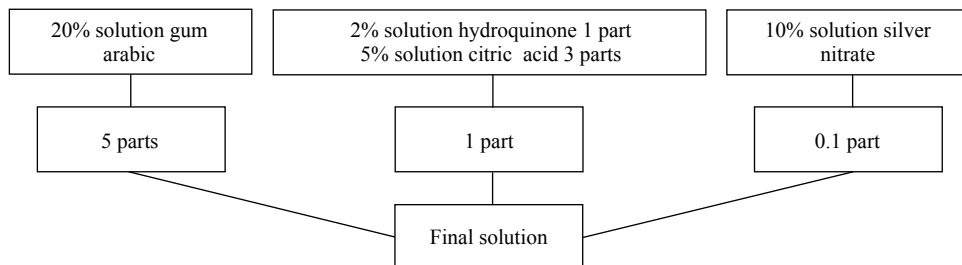 20% solution gum
arabic
2% solution hydroquinone 1 part
5% solution citric acid 3 parts
10% solution silver
nitrate
5 parts
1 part
0.1 part
Final solution